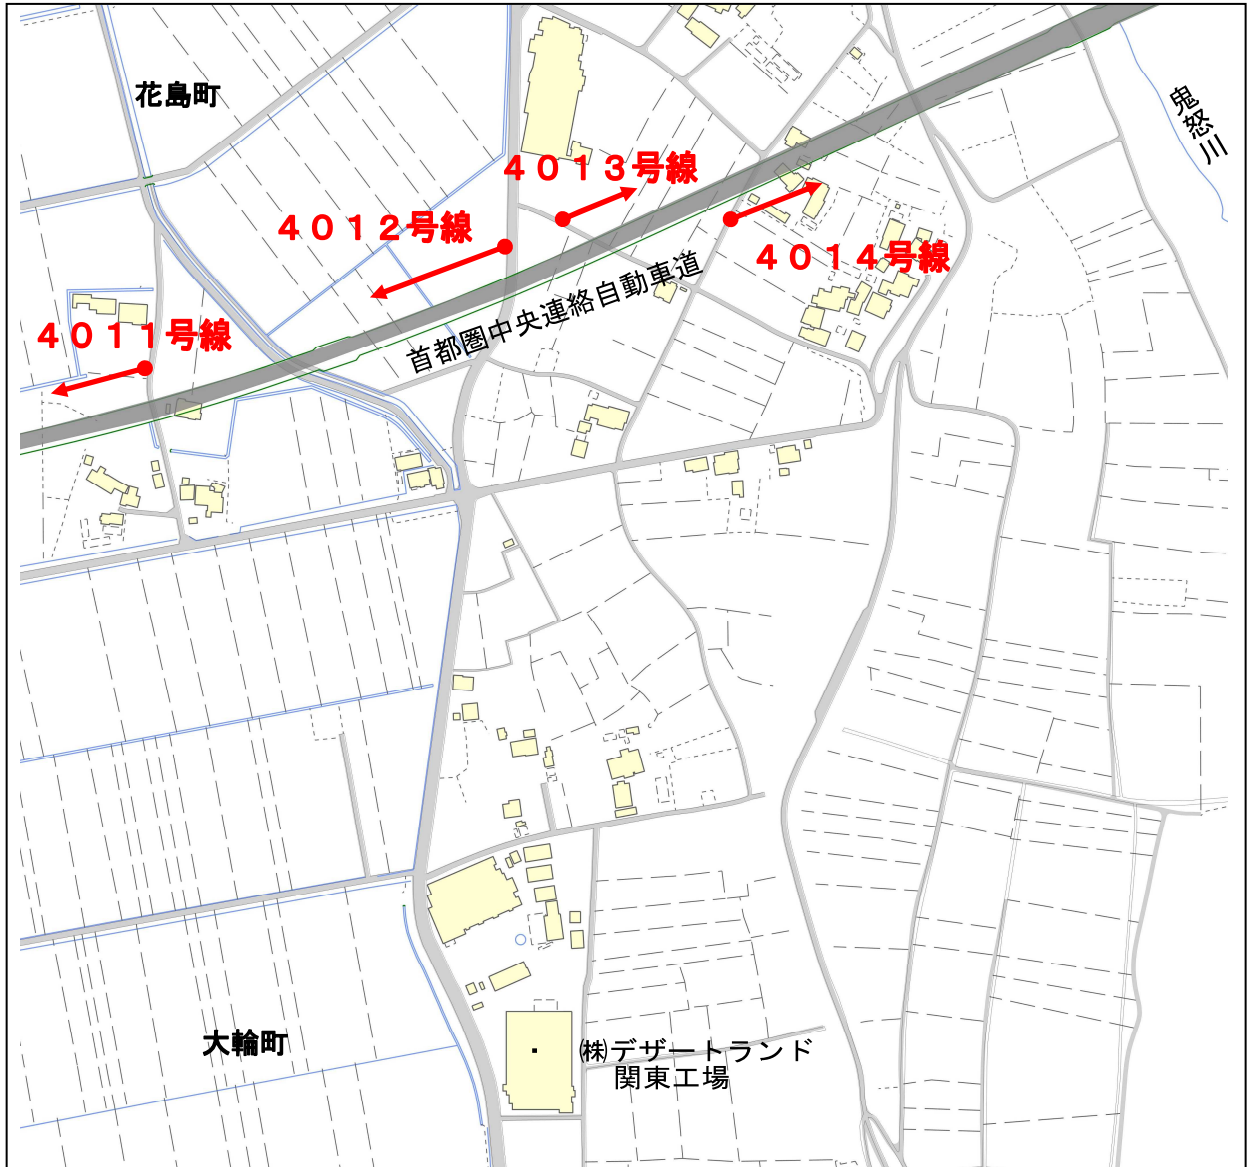 花島町
鬼怒川
４０１３号線
４０１２号線
４０１４号線
首都圏中央連絡自動車道
４０１１号線
大輪町
㈱デザートランド
関東工場